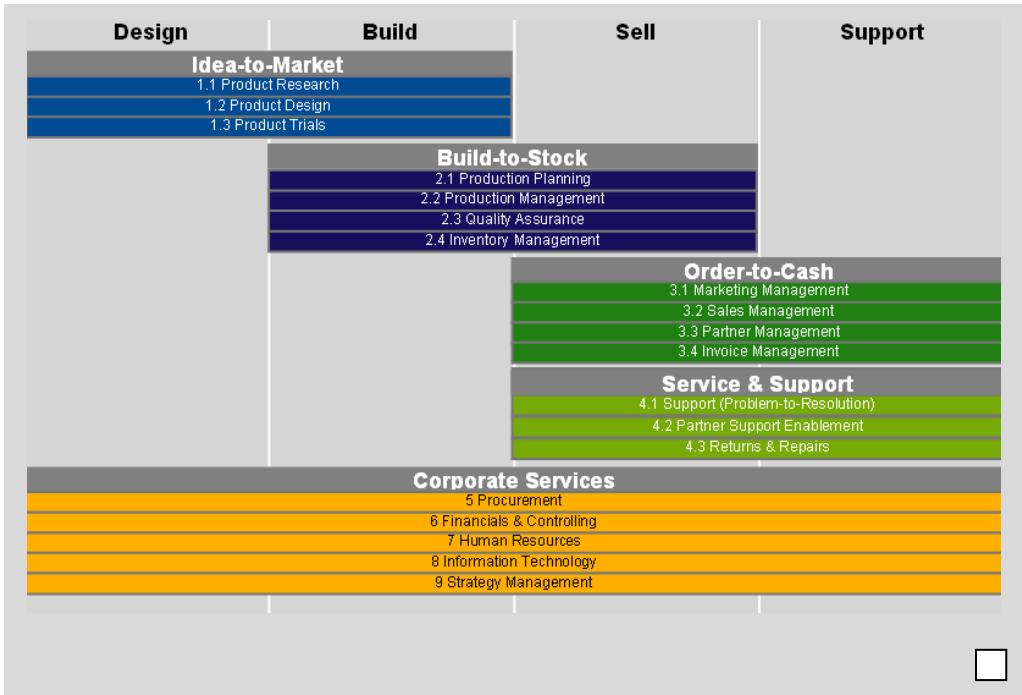 Design Build Sell Support
Idea-to-Market
1.1 Product Research
1.2 Product Design
1.3 Product Trials
Build-to-Stock
2.1 Production Planning
2.2 Production Management
2.3 Quality Assurance
2.4 Inventory Management
Order-to-Cash
3.1 Marketing Management
3.2 Sales Management
3.3 Partner Management
3.4 Invoice Management
Service & Support
4.1 Support (Problem-to-Resolution)
4.2 Partner Support Enablement
4.3 Returns & Repairs
Corporate Services
5 Procurement
6 Financials & Controlling
7 Human Resources
8 Information Technology
9 Strategy Management